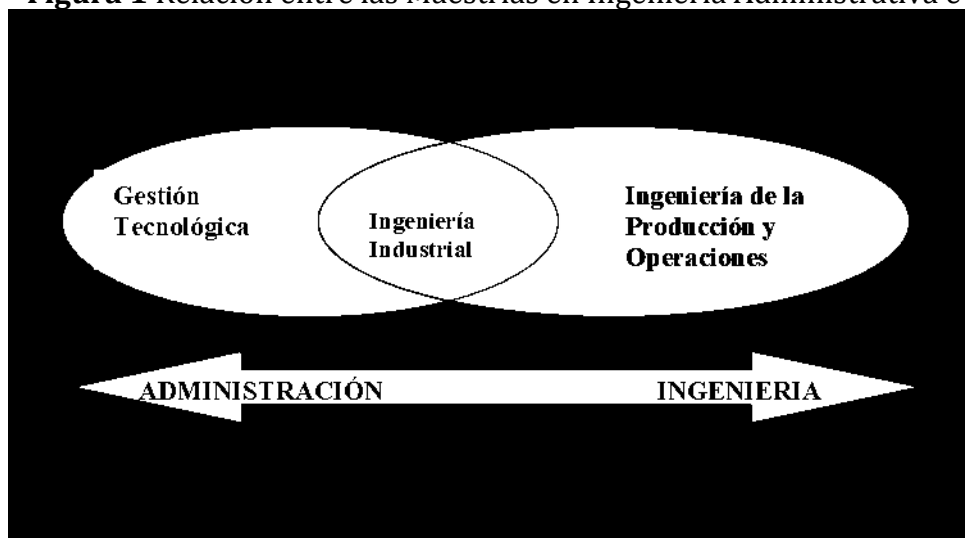 Figura 1 Relación entre las Maestrías en Ingeniería Administrativa e
Gestión
Tecnológica
Ingeniería
Industrial
Ingeniería de la
Producción y
Operaciones
ADMINISTRACIÓN
INGENIERIA